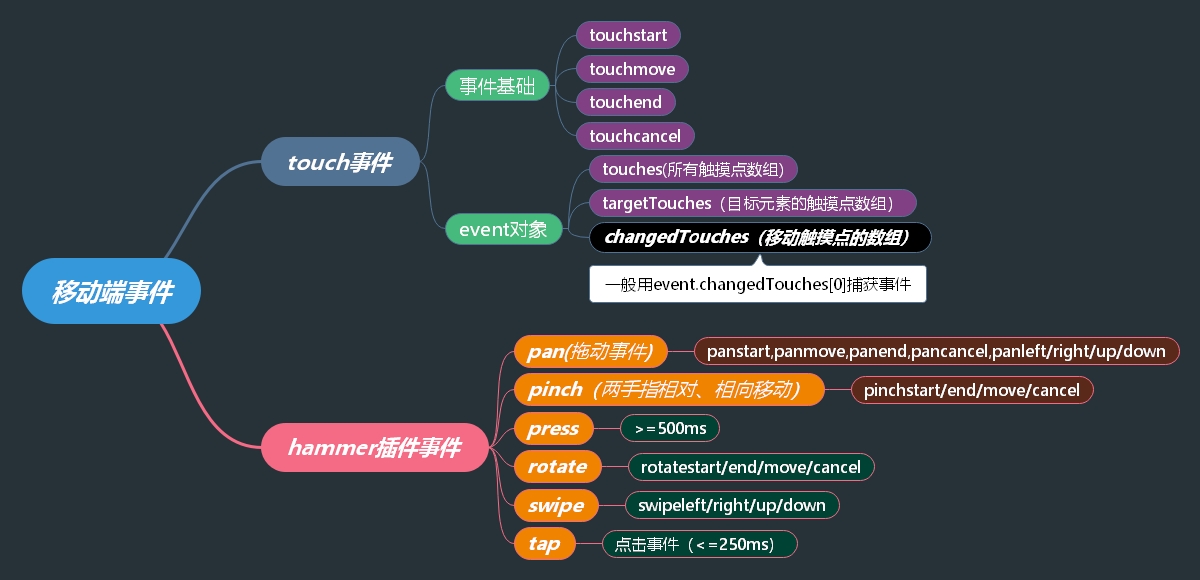 移动端事件
touch事件
事件基础
touchstart
touchmove
touchend
touchcancel
event对象
touches(所有触摸点数组)
targetTouches（目标元素的触摸点数组）
changedTouches（移动触摸点的数组）
一般用event.changedTouches[0]捕获事件
hammer插件事件
pan(拖动事件)
panstart,panmove,panend,pancancel,panleft/right/up/down
pinch（两手指相对、相向移动）
pinchstart/end/move/cancel
press
>=500ms
rotate
rotatestart/end/move/cancel
swipe
swipeleft/right/up/down
tap
点击事件（<=250ms）